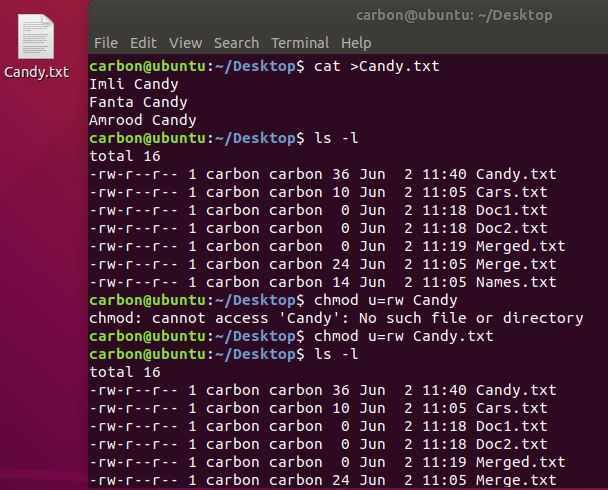 carbon@ubuntu: ~/Desktop
File Edit View Search Terminal Help
Candy.txt
carbon@ubuntu:~/Desktop$ cat >Candy.txt
Imli Candy
Fanta Candy
Amrood Candy
carbon@ubuntu:~/Desktop$ ls -l
total 16
-rw-r--r-- 1 carbon carbon 36 Jun  2 11:40 Candy.txt
-rw-r--r-- 1 carbon carbon 10 Jun  2 11:05 Cars.txt
-rw-r--r-- 1 carbon carbon  0 Jun  2 11:18 Doc1.txt
-rw-r--r-- 1 carbon carbon  0 Jun  2 11:18 Doc2.txt
-rw-r--r-- 1 carbon carbon  0 Jun  2 11:19 Merged.txt
-rw-r--r-- 1 carbon carbon 24 Jun  2 11:05 Merge.txt
-rw-r--r-- 1 carbon carbon 14 Jun  2 11:05 Names.txt
carbon@ubuntu:~/Desktop$ chmod u=rw Candy
chmod: cannot access 'Candy': No such file or directory
carbon@ubuntu:~/Desktop$ chmod u=rw Candy.txt
carbon@ubuntu:~/Desktop$ ls -l
total 16
-rw-r--r-- 1 carbon carbon 36 Jun  2 11:40 Candy.txt
-rw-r--r-- 1 carbon carbon 10 Jun  2 11:05 Cars.txt
-rw-r--r-- 1 carbon carbon  0 Jun  2 11:18 Doc1.txt
-rw-r--r-- 1 carbon carbon  0 Jun  2 11:18 Doc2.txt
-rw-r--r-- 1 carbon carbon  0 Jun  2 11:19 Merged.txt
-rw-r--r-- 1 carbon carbon 24 Jun  2 11:05 Merge.txt